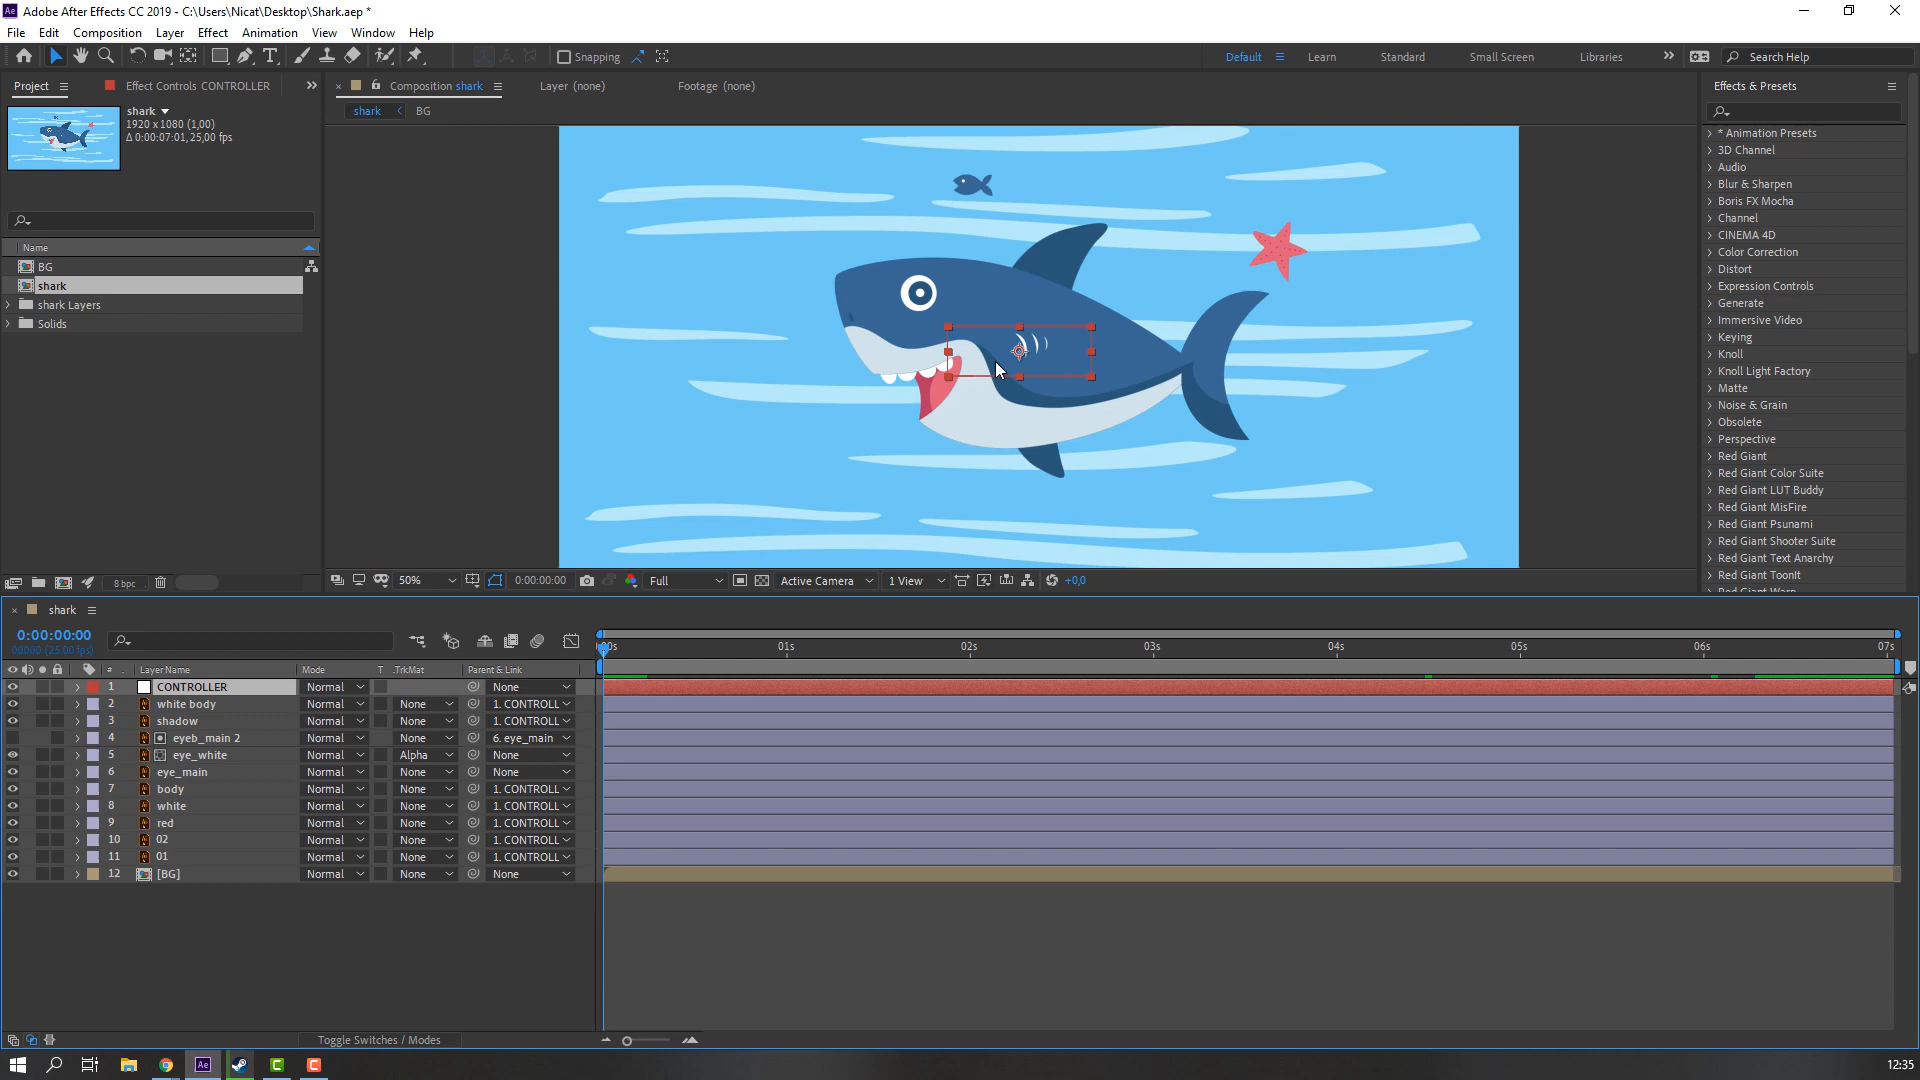 Adobe After Effects CC 2019 - C:\Users\Nicat\Desktop\Shark.aep *
File Edit Composition Layer Effect Animation View Window Help
Snapping
Default Learn Standard Small Screen Libraries Search Help
Project Effect Controls CONTROLLER
Composition shark Layer (none) Footage (none)
Effects & Presets
shark
1920 x 1080 (1,00)
Δ 0:00:07:01, 25,00 fps
shark BG
Name
BG
shark
shark Layers
Solids
* Animation Presets
3D Channel
Audio
Blur & Sharpen
Boris FX Mocha
Channel
CINEMA 4D
Color Correction
Distort
Expression Controls
Generate
Immersive Video
Keying
Knoll
Knoll Light Factory
Matte
Noise & Grain
Obsolete
Perspective
Red Giant
Red Giant Color Suite
Red Giant LUT Buddy
Red Giant MisFire
Red Giant Psunami
Red Giant Shooter Suite
Red Giant Text Anarchy
Red Giant ToonIt
Red Giant Warp
8 bpc
50% 0:00:00:00 Full Active Camera 1 View +0,0
shark
0:00:00:00
00000 (25.00 fps)
00s 01s 02s 03s 04s 05s 06s 07s
# Layer Name Mode T .TrkMat Parent & Link
1 CONTROLLER Normal None
2 white body Normal None 1. CONTROLL
3 shadow Normal None 1. CONTROLL
4 eyeb_main 2 Normal None 6. eye_main
5 eye_white Normal Alpha None
6 eye_main Normal None None
7 body Normal None 1. CONTROLL
8 white Normal None 1. CONTROLL
9 red Normal None 1. CONTROLL
10 02 Normal None 1. CONTROLL
11 01 Normal None 1. CONTROLL
12 [BG] Normal None None
Toggle Switches / Modes
Ae
12:35